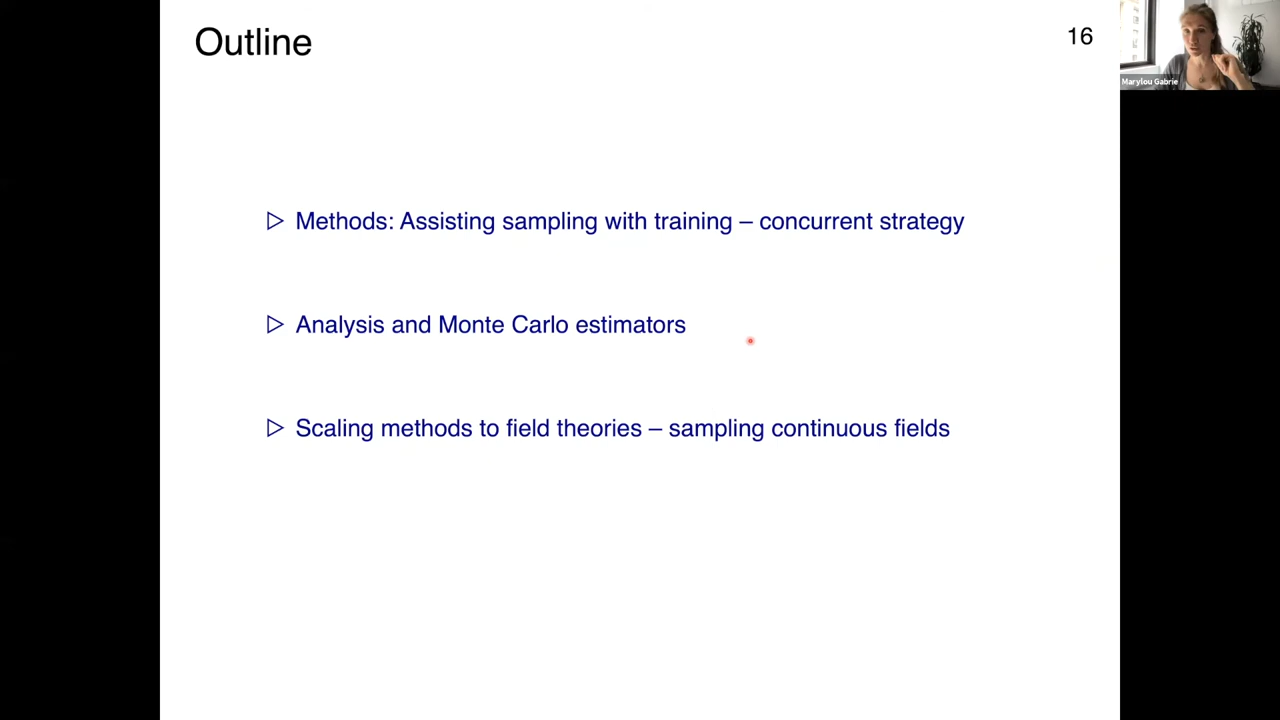 Outline
16
Marylou Gabrie
▷ Methods: Assisting sampling with training – concurrent strategy
▷ Analysis and Monte Carlo estimators
▷ Scaling methods to field theories – sampling continuous fields